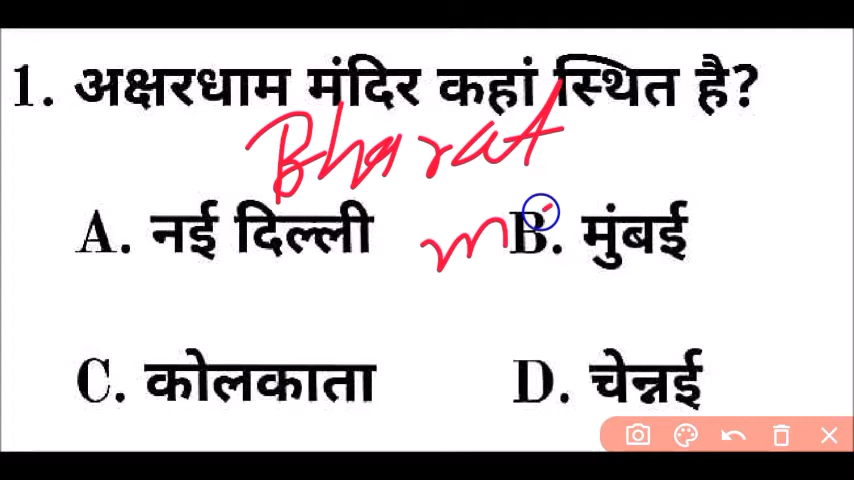 1. अक्षरधाम मंदिर कहां स्थित है?
Bharat
A. नई दिल्ली
m
B. मुंबई
C. कोलकाता
D. चेन्नई